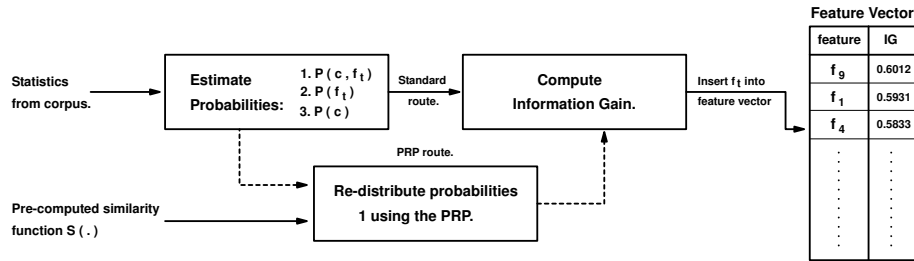 Feature Vector
feature IG
f 9 0.6012
f 1 0.5931
f 4 0.5833
Statistics
from corpus.
Estimate
Probabilities:
1. P ( c , f t )
2. P ( f t )
3. P ( c )
Standard
route.
Compute
Information Gain.
Insert f t into
feature vector
PRP route.
Re-distribute probabilities
1 using the PRP.
Pre-computed similarity
function S ( . )